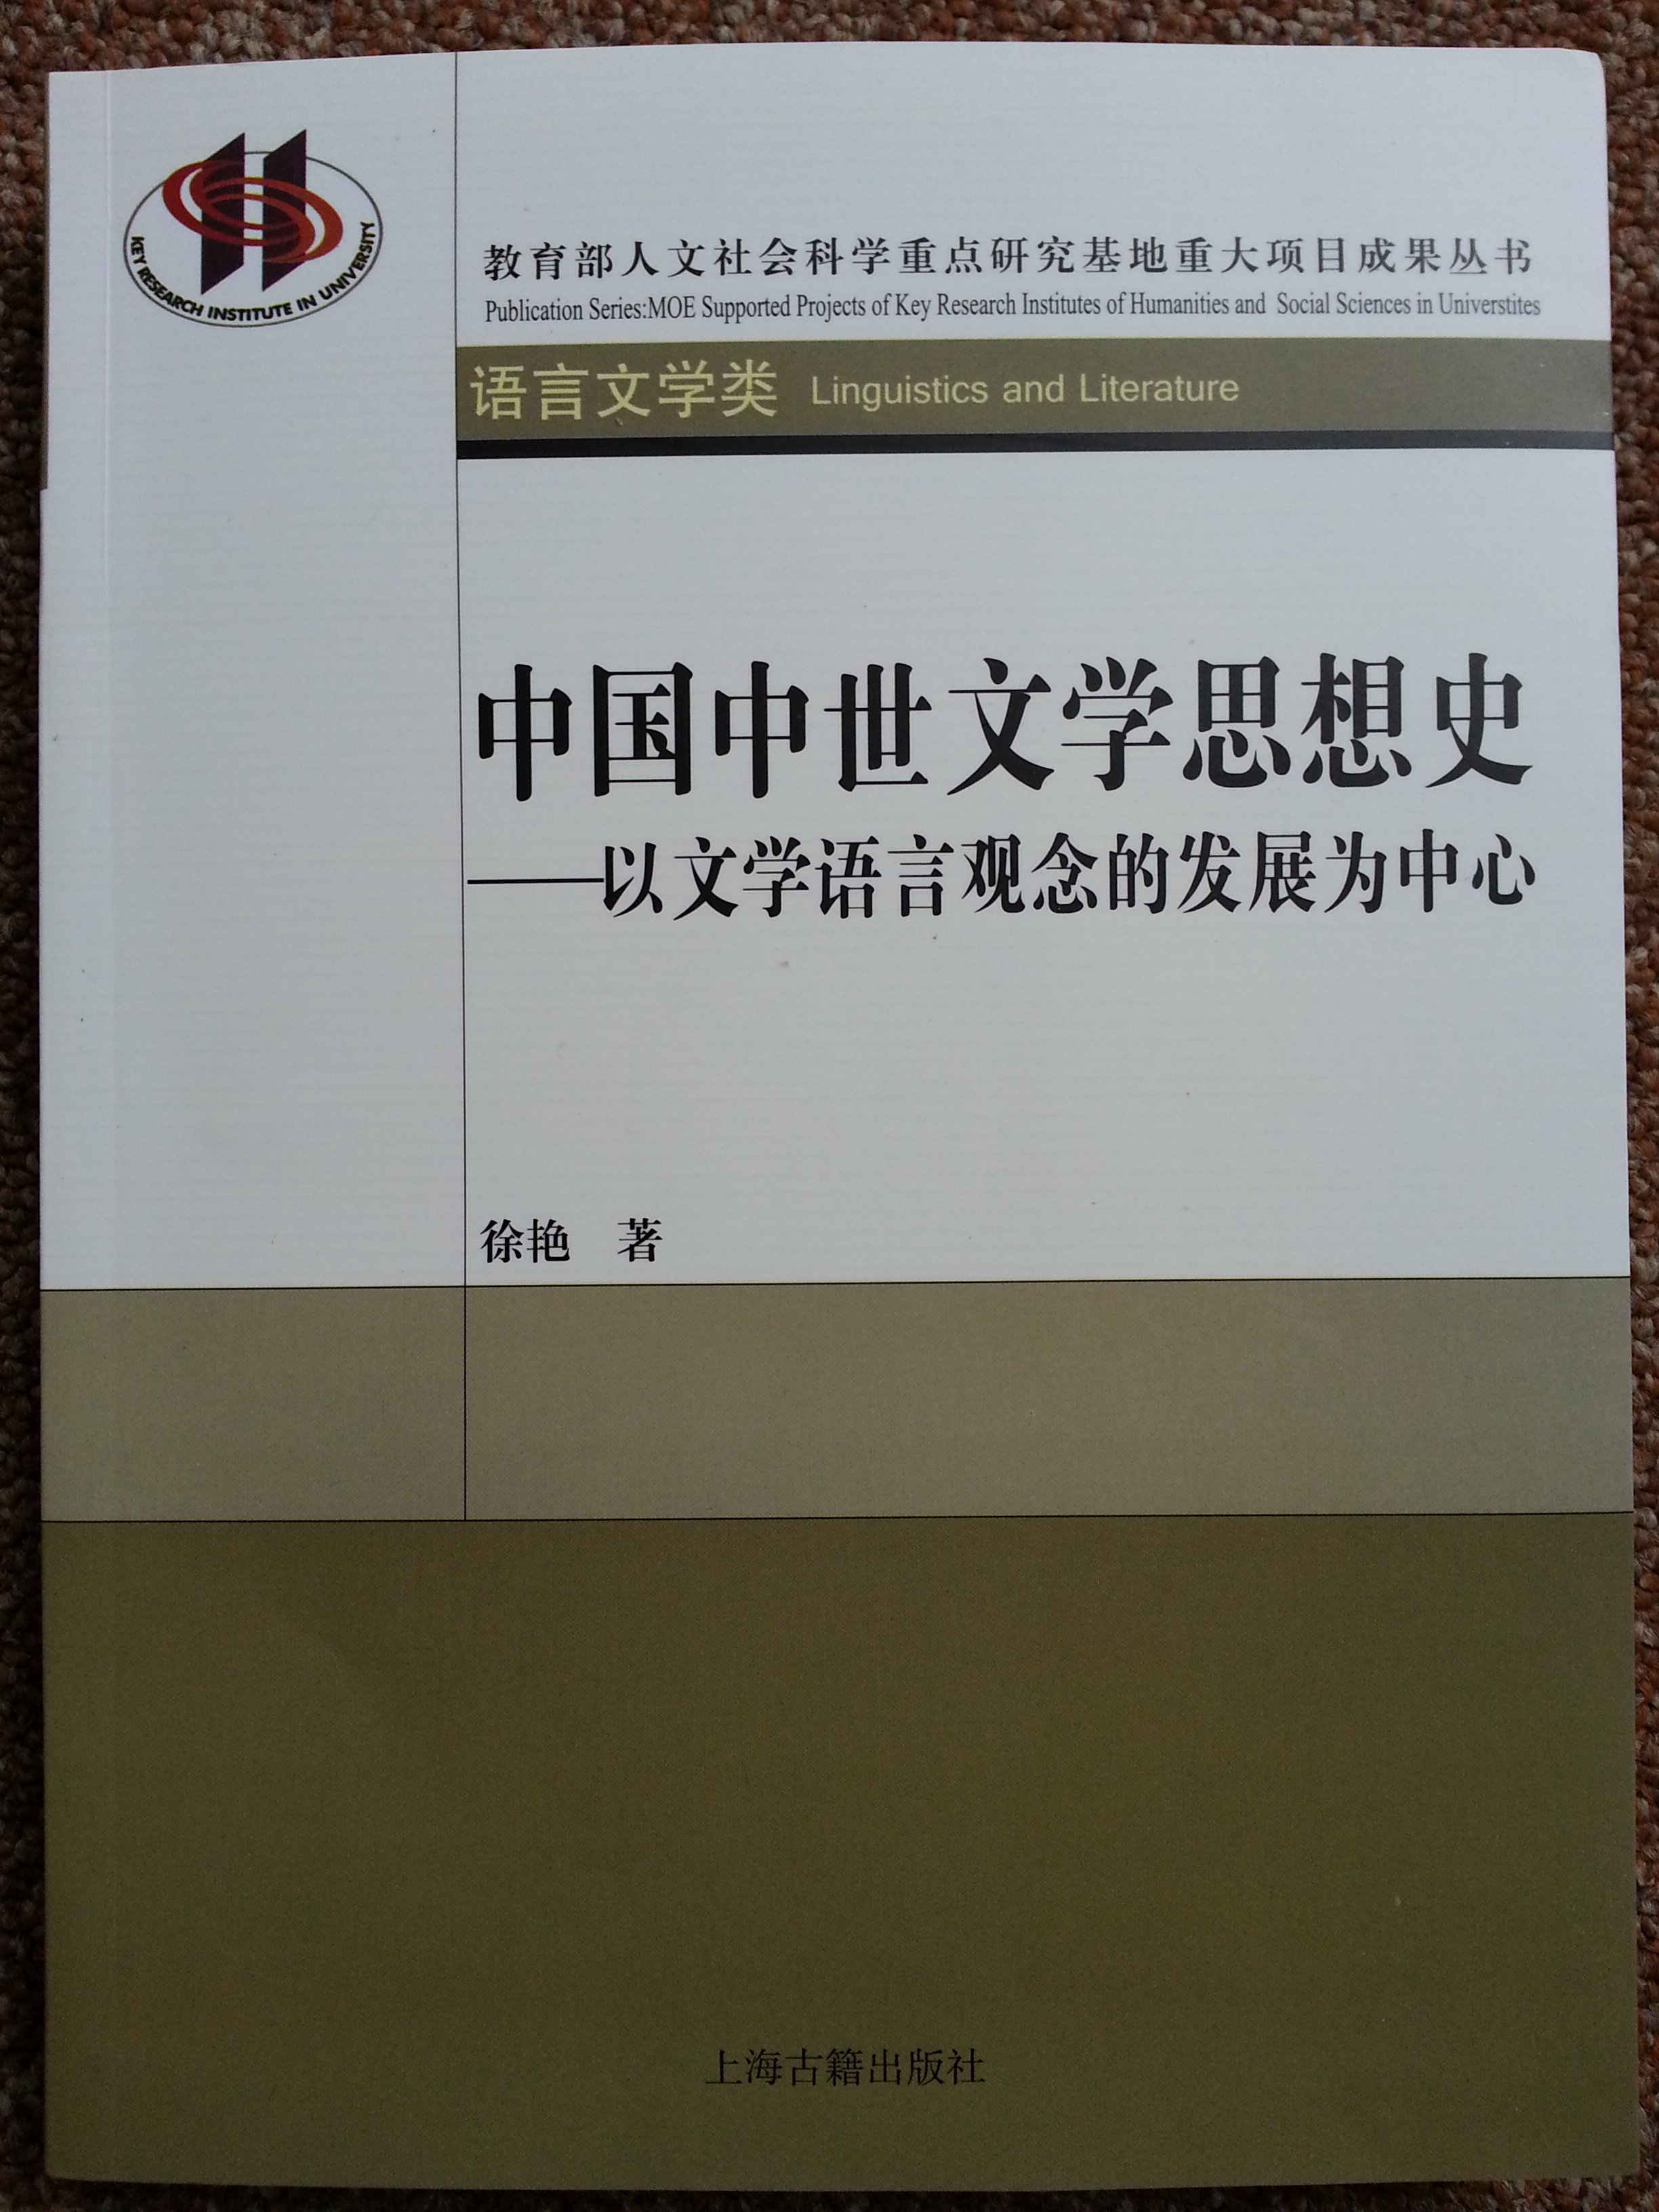 KEY RESEARCH INSTITUTE IN UNIVERSITY
教育部人文社会科学重点研究基地重大项目成果丛书
Publication Series:MOE Supported Projects of Key Research Institutes of Humanities and Social Sciences in Universtites
语言文学类 Linguistics and Literature
中国中世文学思想史
——以文学语言观念的发展为中心
徐艳 著
上海古籍出版社